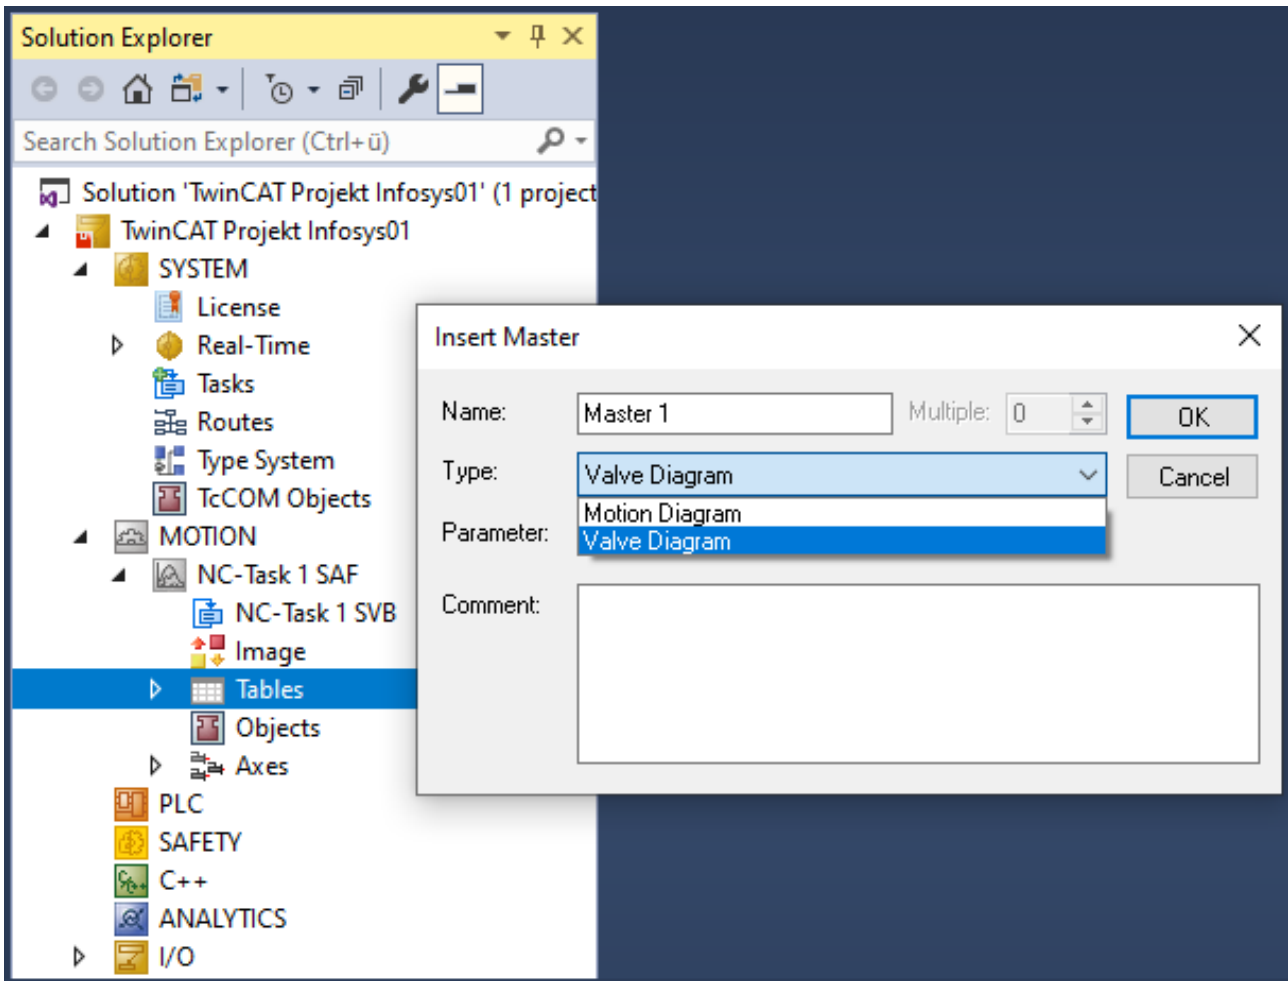 Solution Explorer
Search Solution Explorer (Ctrl+ü)
Solution 'TwinCAT Projekt Infosys01' (1 project
TwinCAT Projekt Infosys01
SYSTEM
License
Real-Time
Tasks
Routes
Type System
TcCOM Objects
MOTION
NC-Task 1 SAF
NC-Task 1 SVB
Image
Tables
Objects
Axes
PLC
SAFETY
C++
ANALYTICS
I/O
Insert Master
Name: Master 1 Multiple: 0 OK
Type: Valve Diagram Cancel
Motion Diagram
Parameter: Valve Diagram
Comment: